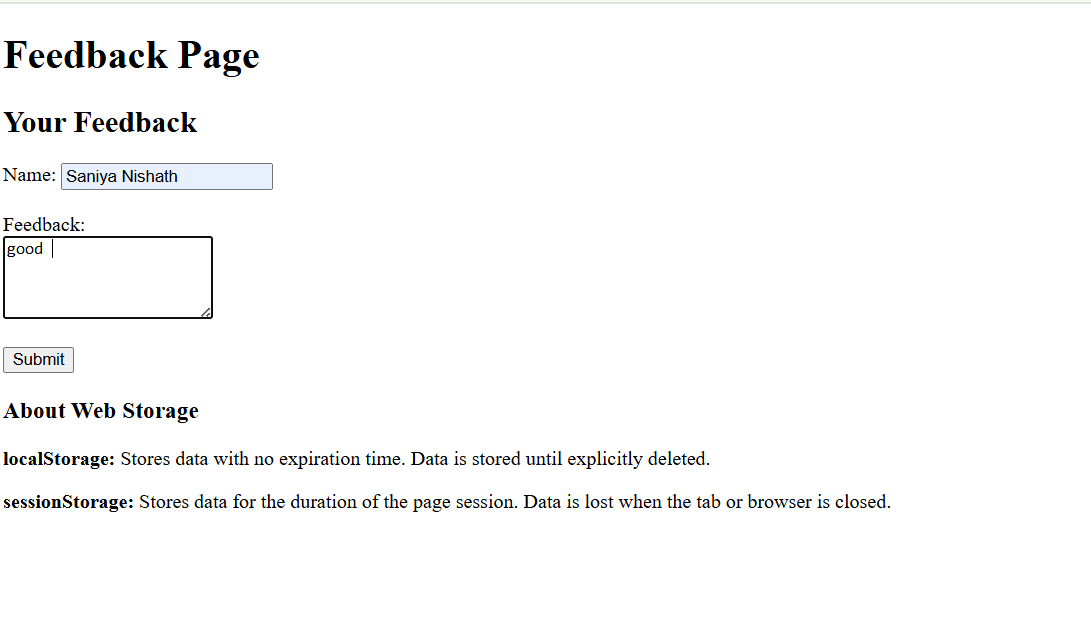 Feedback Page
Your Feedback
Name: Saniya Nishath
Feedback:
good
Submit
About Web Storage
localStorage: Stores data with no expiration time. Data is stored until explicitly deleted.
sessionStorage: Stores data for the duration of the page session. Data is lost when the tab or browser is closed.